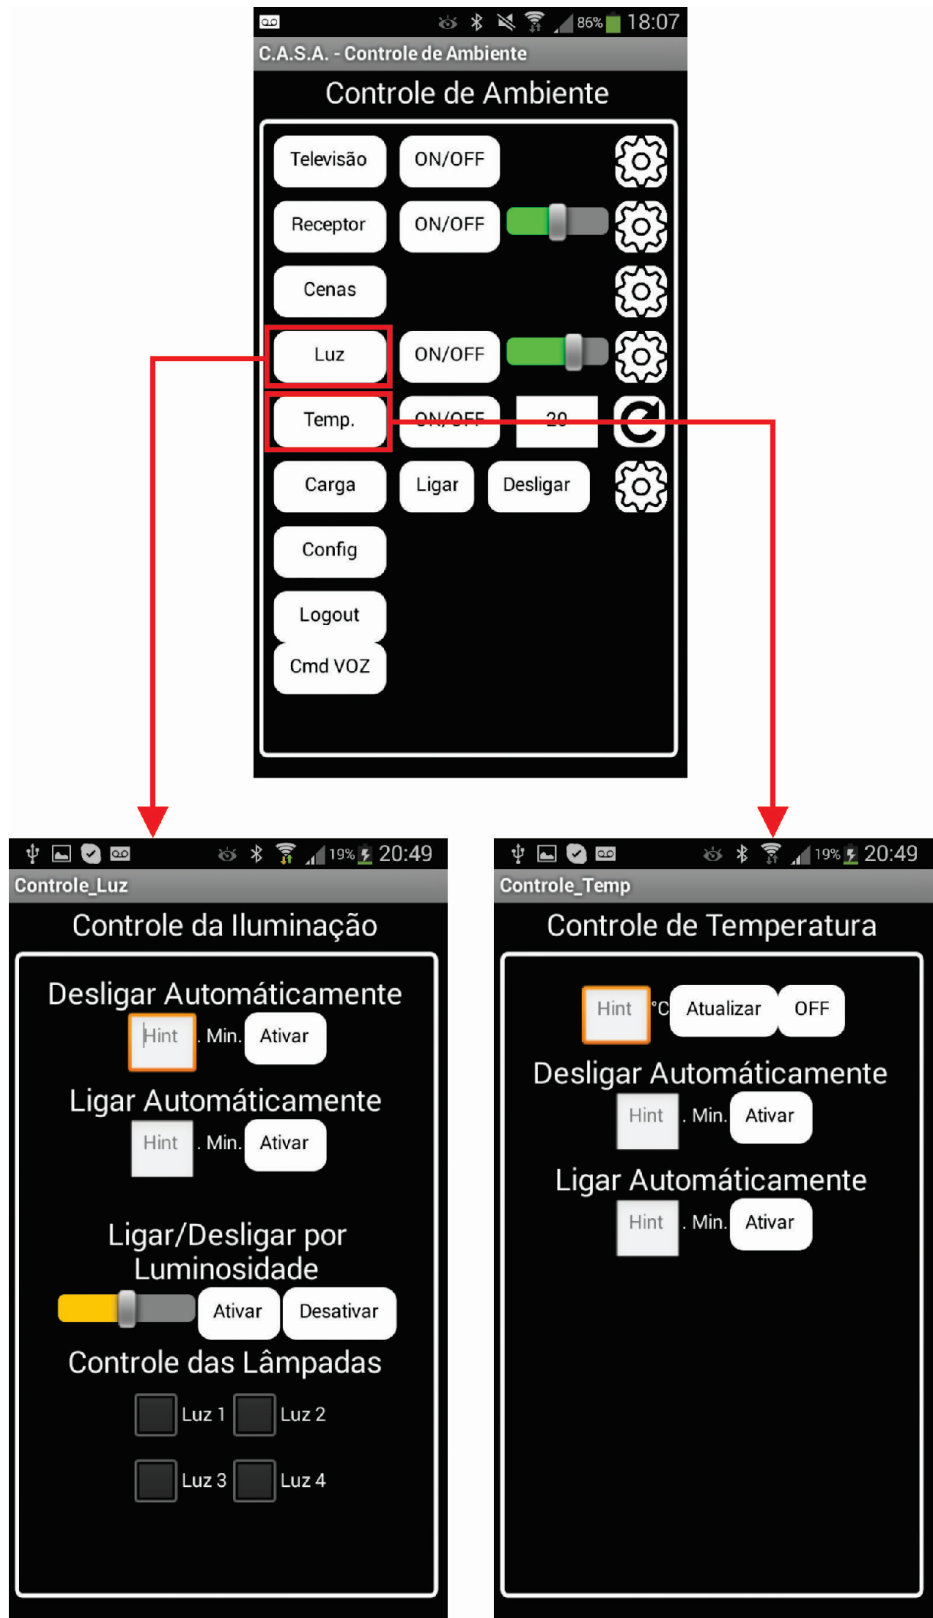 86% 18:07
C.A.S.A. - Controle de Ambiente
Controle de Ambiente
Televisão ON/OFF
Receptor ON/OFF
Cenas
Luz ON/OFF
Temp. ON/OFF 20
Carga Ligar Desligar
Config
Logout
Cmd VOZ
19% 20:49
Controle_Luz
Controle da Iluminação
Desligar Automáticamente
Hint . Min. Ativar
Ligar Automáticamente
Hint . Min. Ativar
Ligar/Desligar por
Luminosidade
Ativar Desativar
Controle das Lâmpadas
Luz 1 Luz 2
Luz 3 Luz 4
19% 20:49
Controle_Temp
Controle de Temperatura
Hint °C Atualizar OFF
Desligar Automáticamente
Hint . Min. Ativar
Ligar Automáticamente
Hint . Min. Ativar